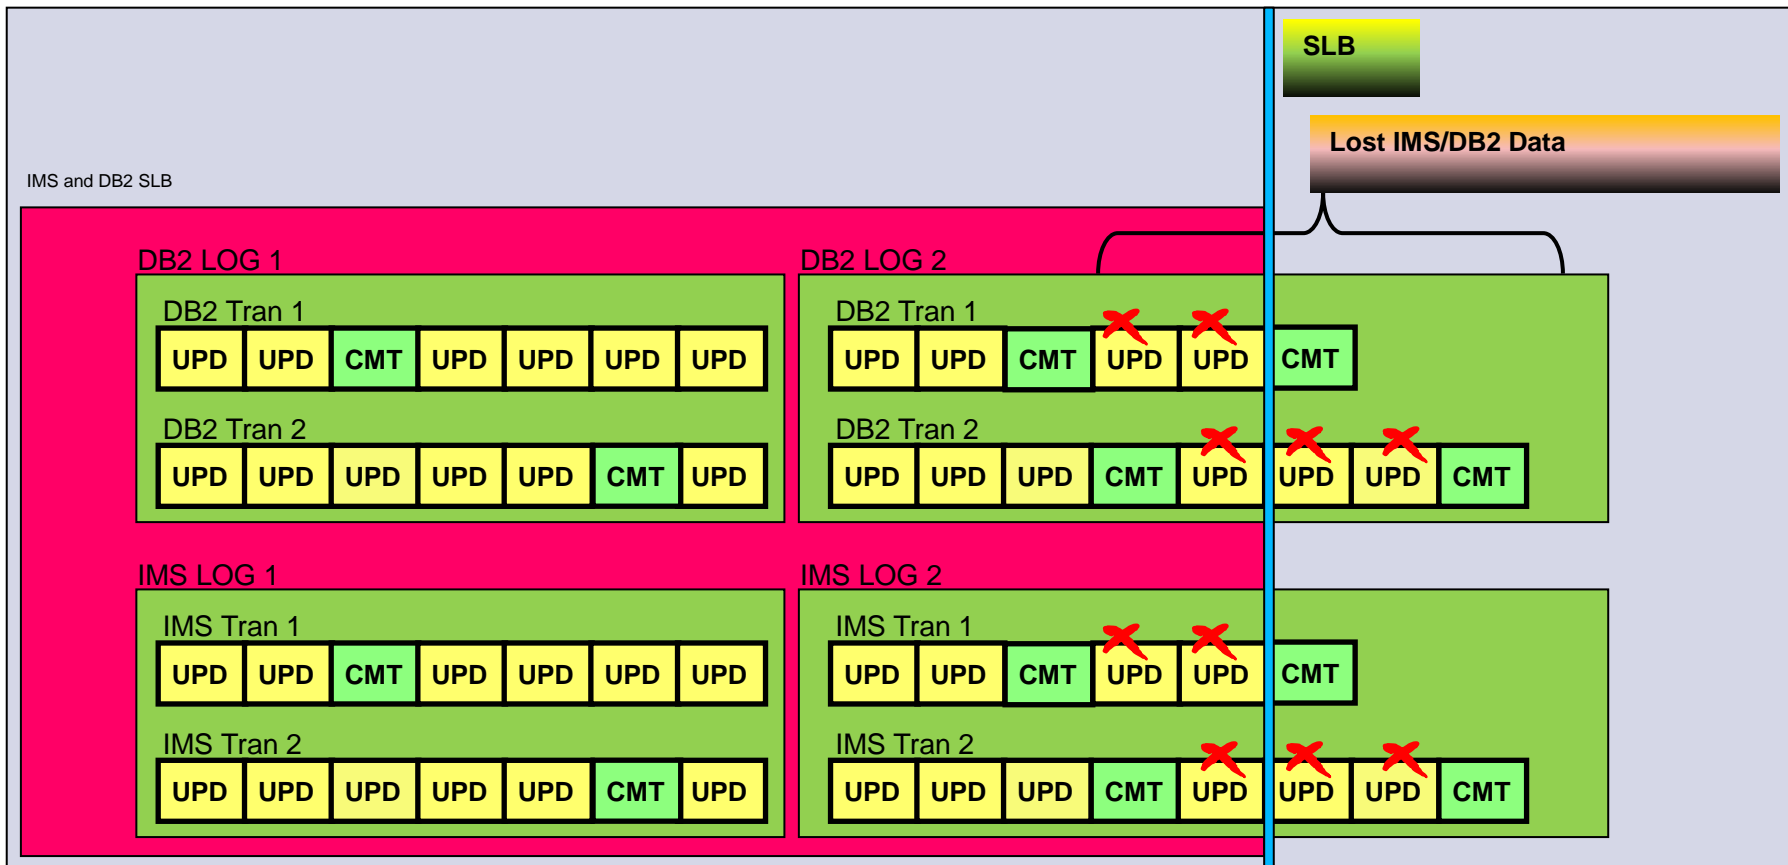 SLB
Lost IMS/DB2 Data
IMS and DB2 SLB
DB2 LOG 1
DB2 Tran 1
UPD UPD CMT UPD UPD UPD UPD
DB2 Tran 2
UPD UPD UPD UPD UPD CMT UPD
DB2 LOG 2
DB2 Tran 1
UPD UPD CMT UPD UPD CMT
DB2 Tran 2
UPD UPD UPD CMT UPD UPD UPD CMT
IMS LOG 1
IMS Tran 1
UPD UPD CMT UPD UPD UPD UPD
IMS Tran 2
UPD UPD UPD UPD UPD CMT UPD
IMS LOG 2
IMS Tran 1
UPD UPD CMT UPD UPD CMT
IMS Tran 2
UPD UPD UPD CMT UPD UPD UPD CMT